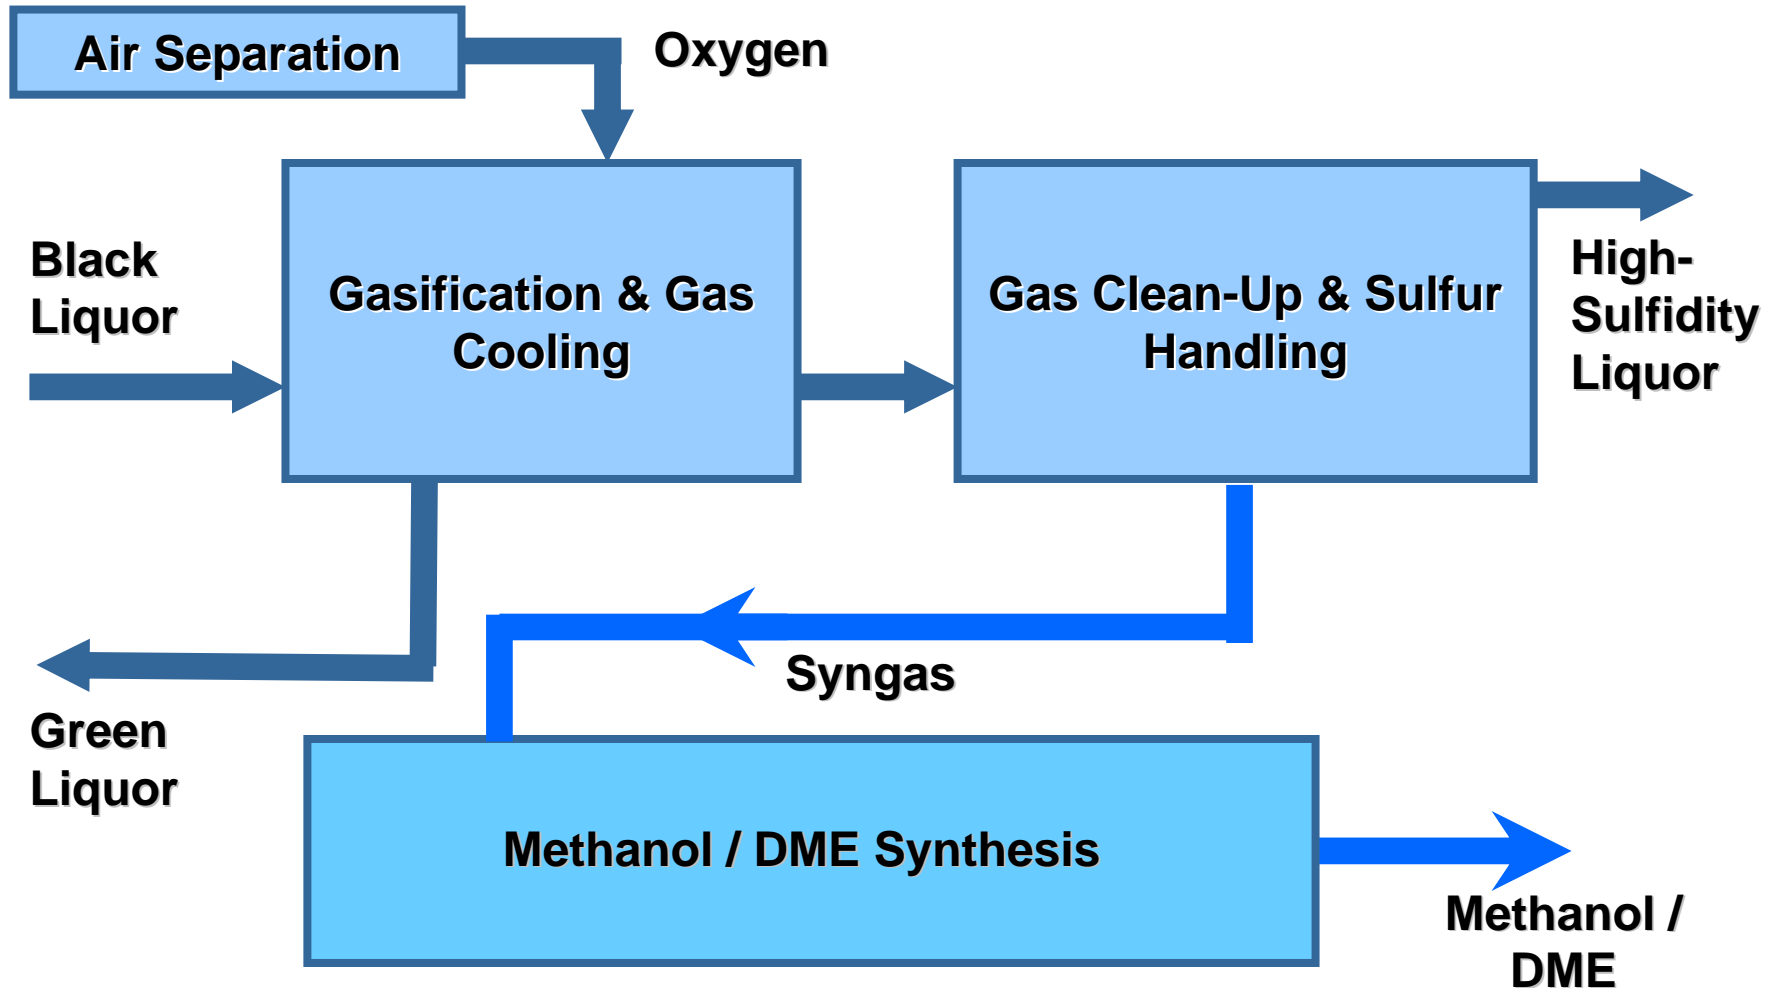 Air Separation
Oxygen
Black
Liquor
Gasification & Gas
Cooling
Gas Clean-Up & Sulfur
Handling
High-
Sulfidity
Liquor
Syngas
Green
Liquor
Methanol / DME Synthesis
Methanol /
DME